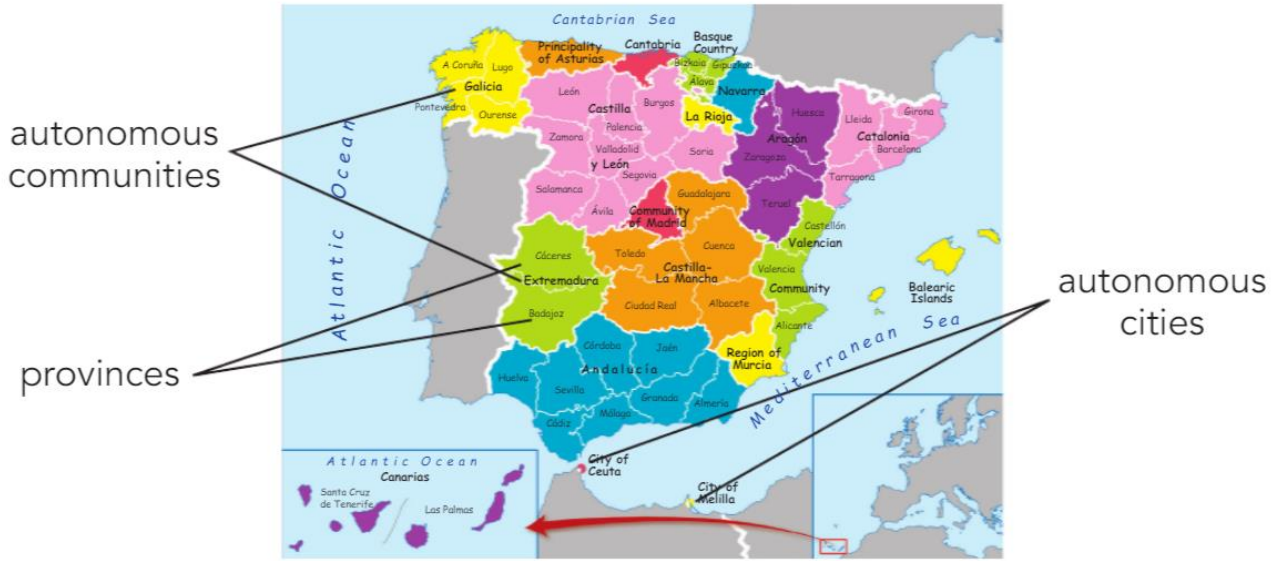 Cantabrian Sea
Principality
of Asturias
Cantabria
Basque
Country
A Coruña
Lugo
Galicia
Pontevedra
Ourense
Bizkaia
Gipuzkoa
Álava
Navarra
La Rioja
León
Castilla
Burgos
Palencia
Zamora
Valladolid
y León
Soria
Segovia
Salamanca
Ávila
Huesca
Aragón
Zaragoza
Teruel
Lleida
Girona
Catalonia
Barcelona
Tarragona
autonomous
communities
Atlantic Ocean
Community
of Madrid
Guadalajara
Toledo
Cuenca
Castilla-
La Mancha
Ciudad Real
Albacete
Castellón
Valencian
Valencia
Community
Alicante
Balearic
Islands
Cáceres
Extremadura
Badajoz
provinces
autonomous
cities
Region of
Murcia
Mediterranean Sea
Córdoba
Jaén
Andalucía
Huelva
Sevilla
Granada
Almería
Málaga
Cádiz
City of
Ceuta
City of
Melilla
Atlantic Ocean
Canarias
Santa Cruz
de Tenerife
Las Palmas